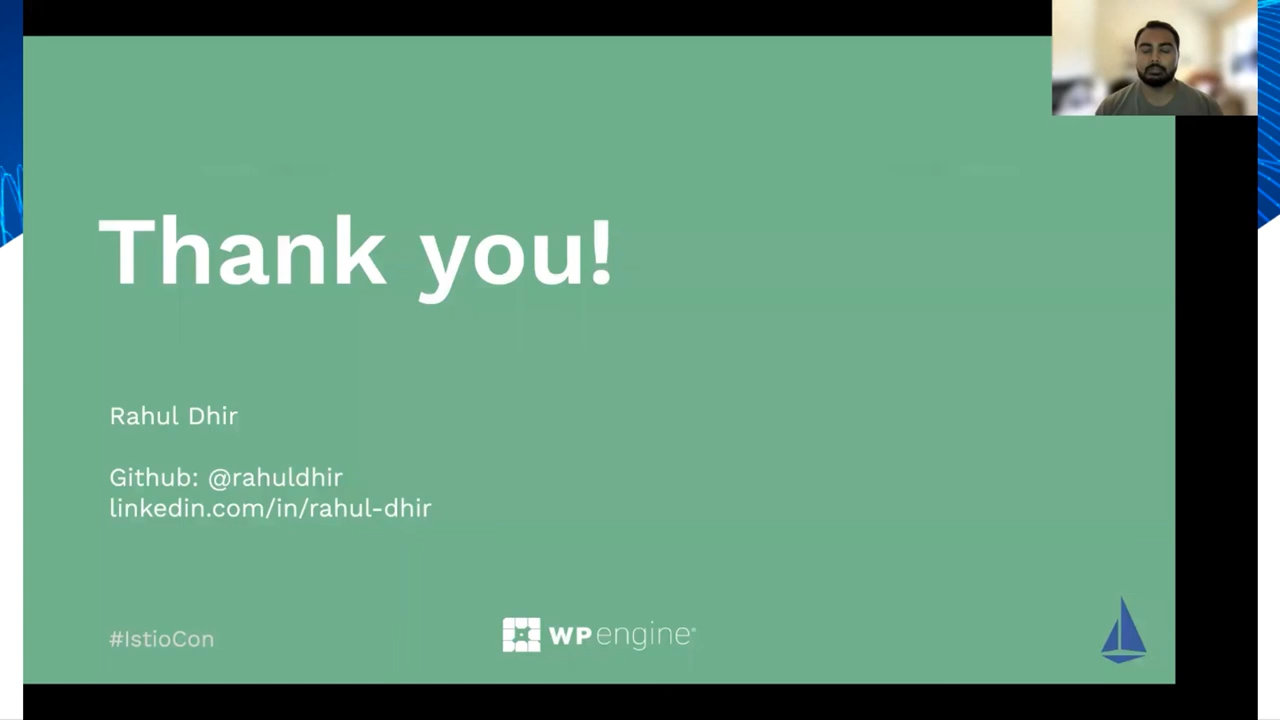 Thank you!
Rahul Dhir
Github: @rahuldhir
linkedin.com/in/rahul-dhir
#IstioCon
WP engine®